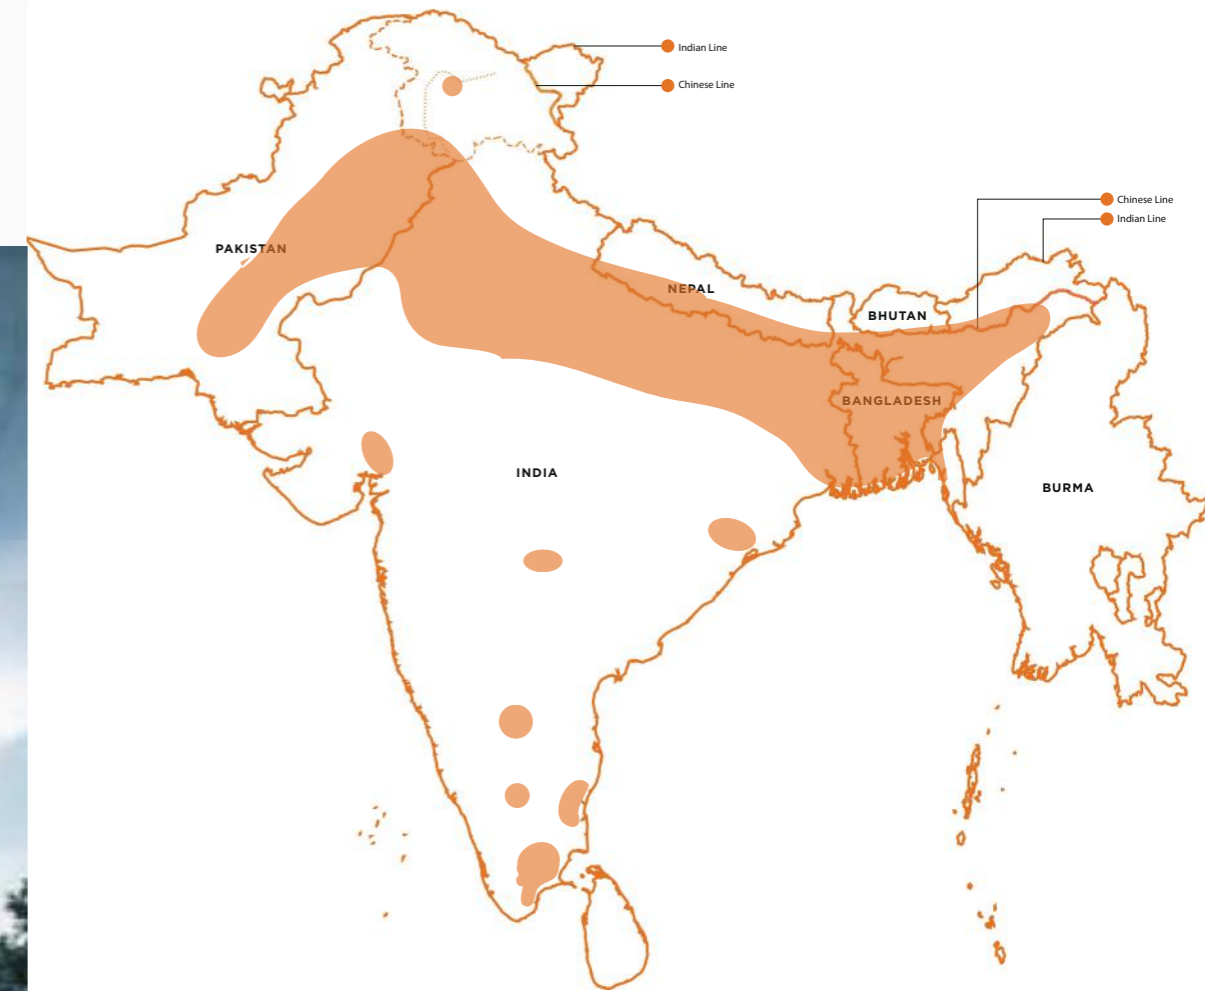 Indian Line
Chinese Line
Chinese Line
Indian Line
PAKISTAN
NEPAL
BHUTAN
BANGLADESH
INDIA
BURMA